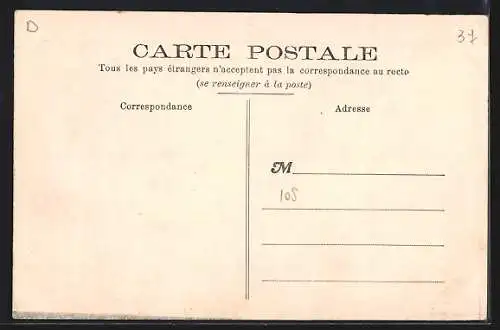 D
37
CARTE POSTALE
Tous les pays étrangers n'acceptent pas la correspondance au recto
(se renseigner à la poste)
Correspondance
Adresse
M
105